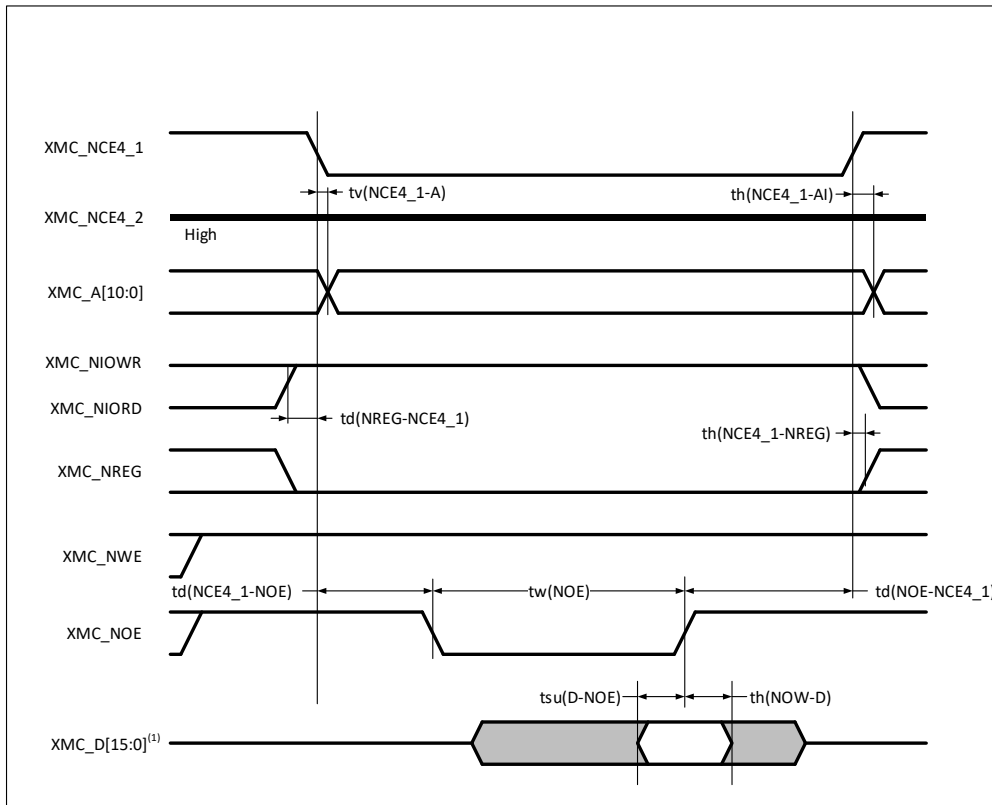 XMC_NCE4_1
tv(NCE4_1-A)
th(NCE4_1-AI)
XMC_NCE4_2
High
XMC_A[10:0]
XMC_NIOWR
XMC_NIORD
td(NREG-NCE4_1)
th(NCE4_1-NREG)
XMC_NREG
XMC_NWE
td(NCE4_1-NOE)
tw(NOE)
td(NOE-NCE4_1)
XMC_NOE
tsu(D-NOE)
th(NOW-D)
XMC_D[15:0](1)